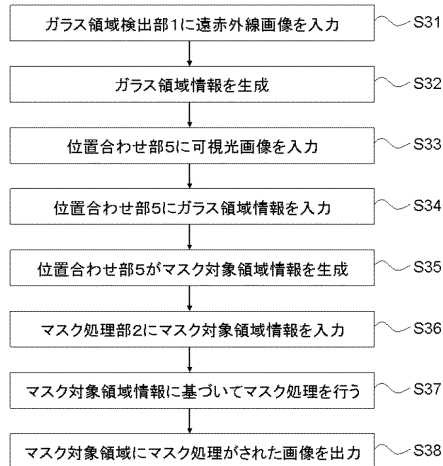 ガラス領域検出部1に遠赤外線画像を入力 S31
ガラス領域情報を生成 S32
位置合わせ部5に可視光画像を入力 S33
位置合わせ部5にガラス領域情報を入力 S34
位置合わせ部5がマスク対象領域情報を生成 S35
マスク処理部2にマスク対象領域情報を入力 S36
マスク対象領域情報に基づいてマスク処理を行う S37
マスク対象領域にマスク処理がされた画像を出力 S38